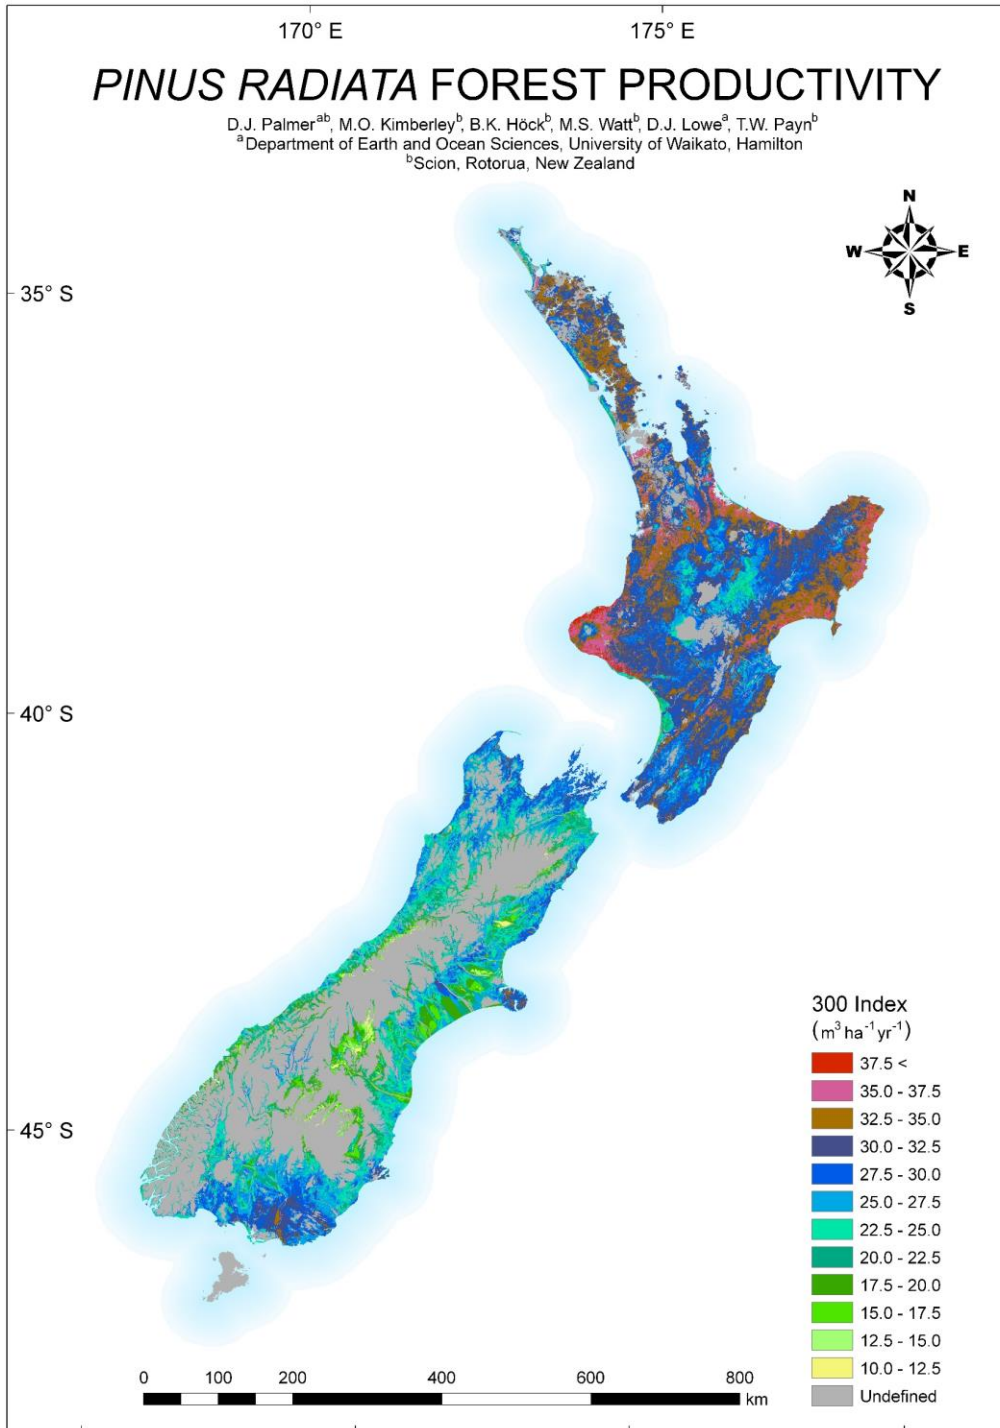 170° E 175° E
PINUS RADIATA FOREST PRODUCTIVITY
D.J. Palmerᵃᵇ, M.O. Kimberleyᵇ, B.K. Höckᵇ, M.S. Wattᵇ, D.J. Loweᵃ, T.W. Paynᵇ
ᵃDepartment of Earth and Ocean Sciences, University of Waikato, Hamilton
ᵇScion, Rotorua, New Zealand
N
W E
S
35° S
40° S
45° S
300 Index
(m³ ha⁻¹ yr⁻¹)
37.5 <
35.0 - 37.5
32.5 - 35.0
30.0 - 32.5
27.5 - 30.0
25.0 - 27.5
22.5 - 25.0
20.0 - 22.5
17.5 - 20.0
15.0 - 17.5
12.5 - 15.0
10.0 - 12.5
Undefined
0 100 200 400 600 800
km